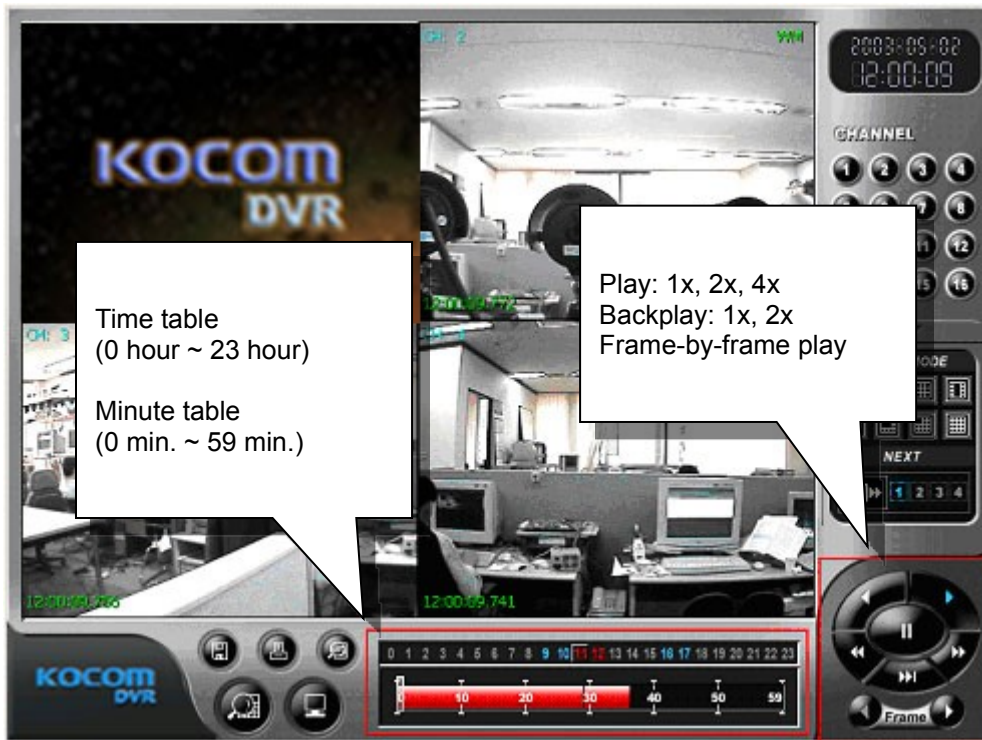 KOCOM
DVR
CH: 2
WM
2003-05-02
12:00:09
CHANNEL
1 2 3 4
8
11 12
15 16
12:00:09.772
CH: 3
12:00:09.741
Time table
(0 hour ~ 23 hour)
Minute table
(0 min. ~ 59 min.)
Play: 1x, 2x, 4x
Backplay: 1x, 2x
Frame-by-frame play
NEXT
1 2 3 4
KOCOM
DVR
0 1 2 3 4 5 6 7 8 9 10 11 12 13 14 15 16 17 18 19 20 21 22 23
0 10 20 30 40 50 59
Frame